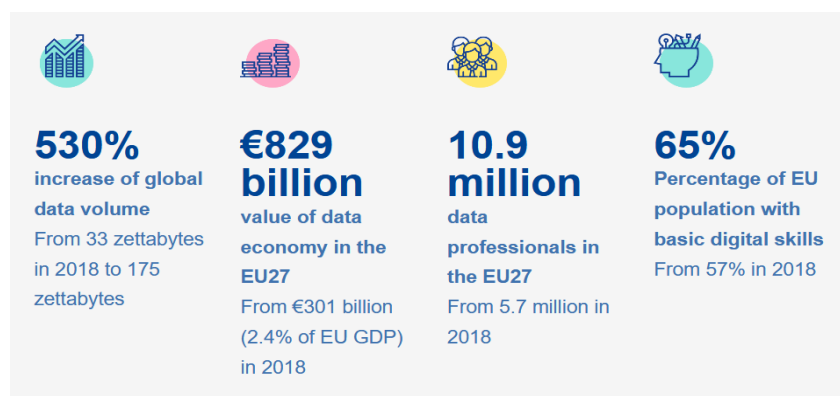 530%
increase of global
data volume
From 33 zettabytes
in 2018 to 175
zettabytes
€829
billion
value of data
economy in the
EU27
From €301 billion
(2.4% of EU GDP)
in 2018
10.9
million
data
professionals in
the EU27
From 5.7 million in
2018
65%
Percentage of EU
population with
basic digital skills
From 57% in 2018